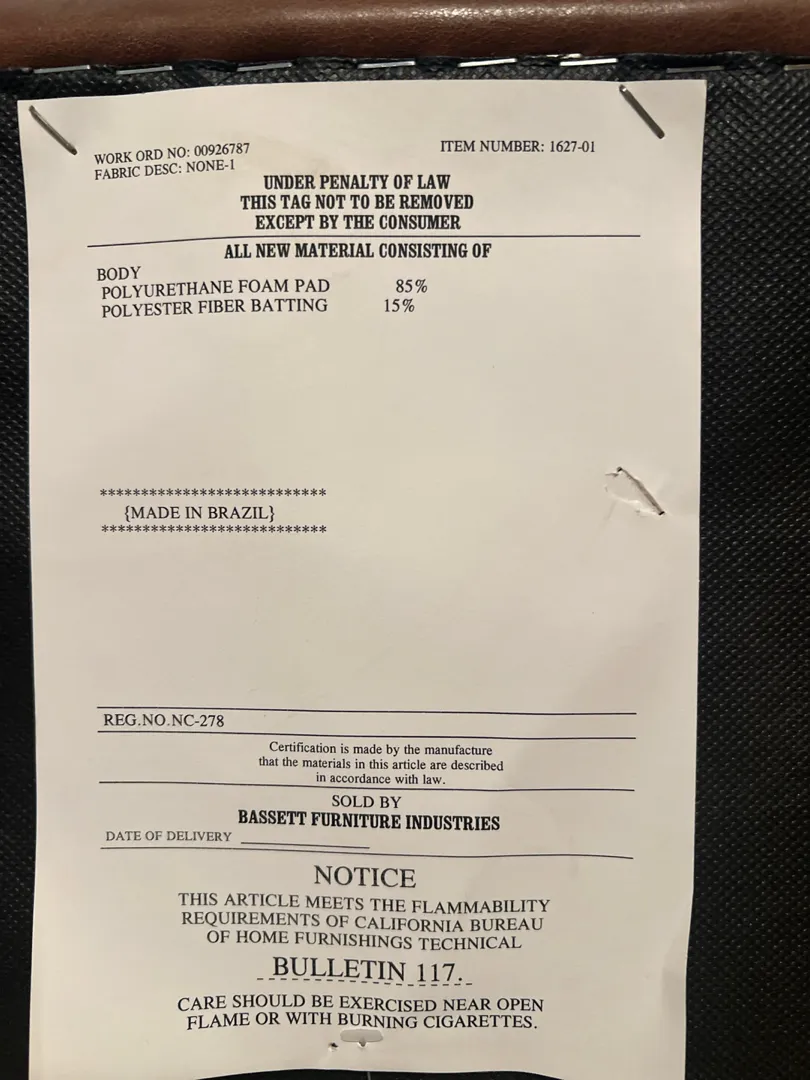 WORK ORD NO: 00926787
ITEM NUMBER: 1627-01
FABRIC DESC: NONE-1
UNDER PENALTY OF LAW
THIS TAG NOT TO BE REMOVED
EXCEPT BY THE CONSUMER
ALL NEW MATERIAL CONSISTING OF
BODY
POLYURETHANE FOAM PAD 85%
POLYESTER FIBER BATTING 15%
****************************
{MADE IN BRAZIL}
****************************
REG.NO.NC-278
Certification is made by the manufacture
that the materials in this article are described
in accordance with law.
SOLD BY
BASSETT FURNITURE INDUSTRIES
DATE OF DELIVERY
NOTICE
THIS ARTICLE MEETS THE FLAMMABILITY
REQUIREMENTS OF CALIFORNIA BUREAU
OF HOME FURNISHINGS TECHNICAL
BULLETIN 117.
CARE SHOULD BE EXERCISED NEAR OPEN
FLAME OR WITH BURNING CIGARETTES.